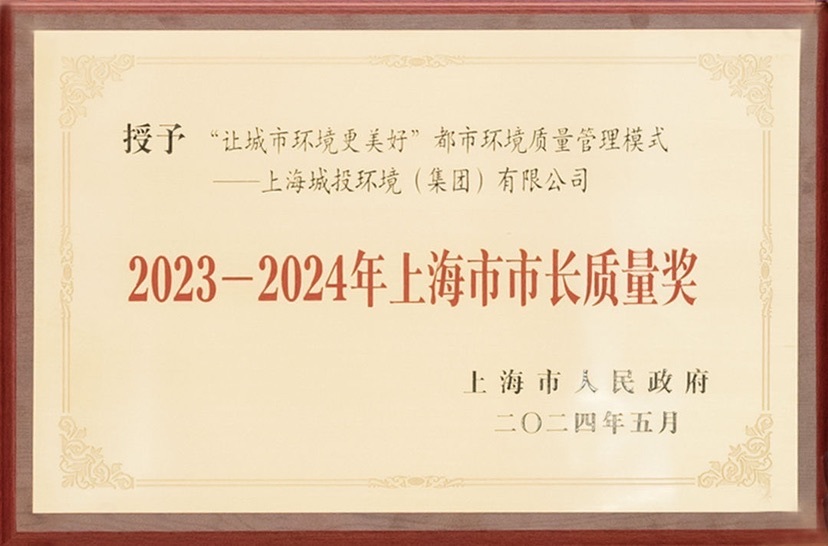 授予 “让城市环境更美好”都市环境质量管理模式
——上海城投环境（集团）有限公司
2023－2024年上海市市长质量奖
上海市人民政府
二〇二四年五月